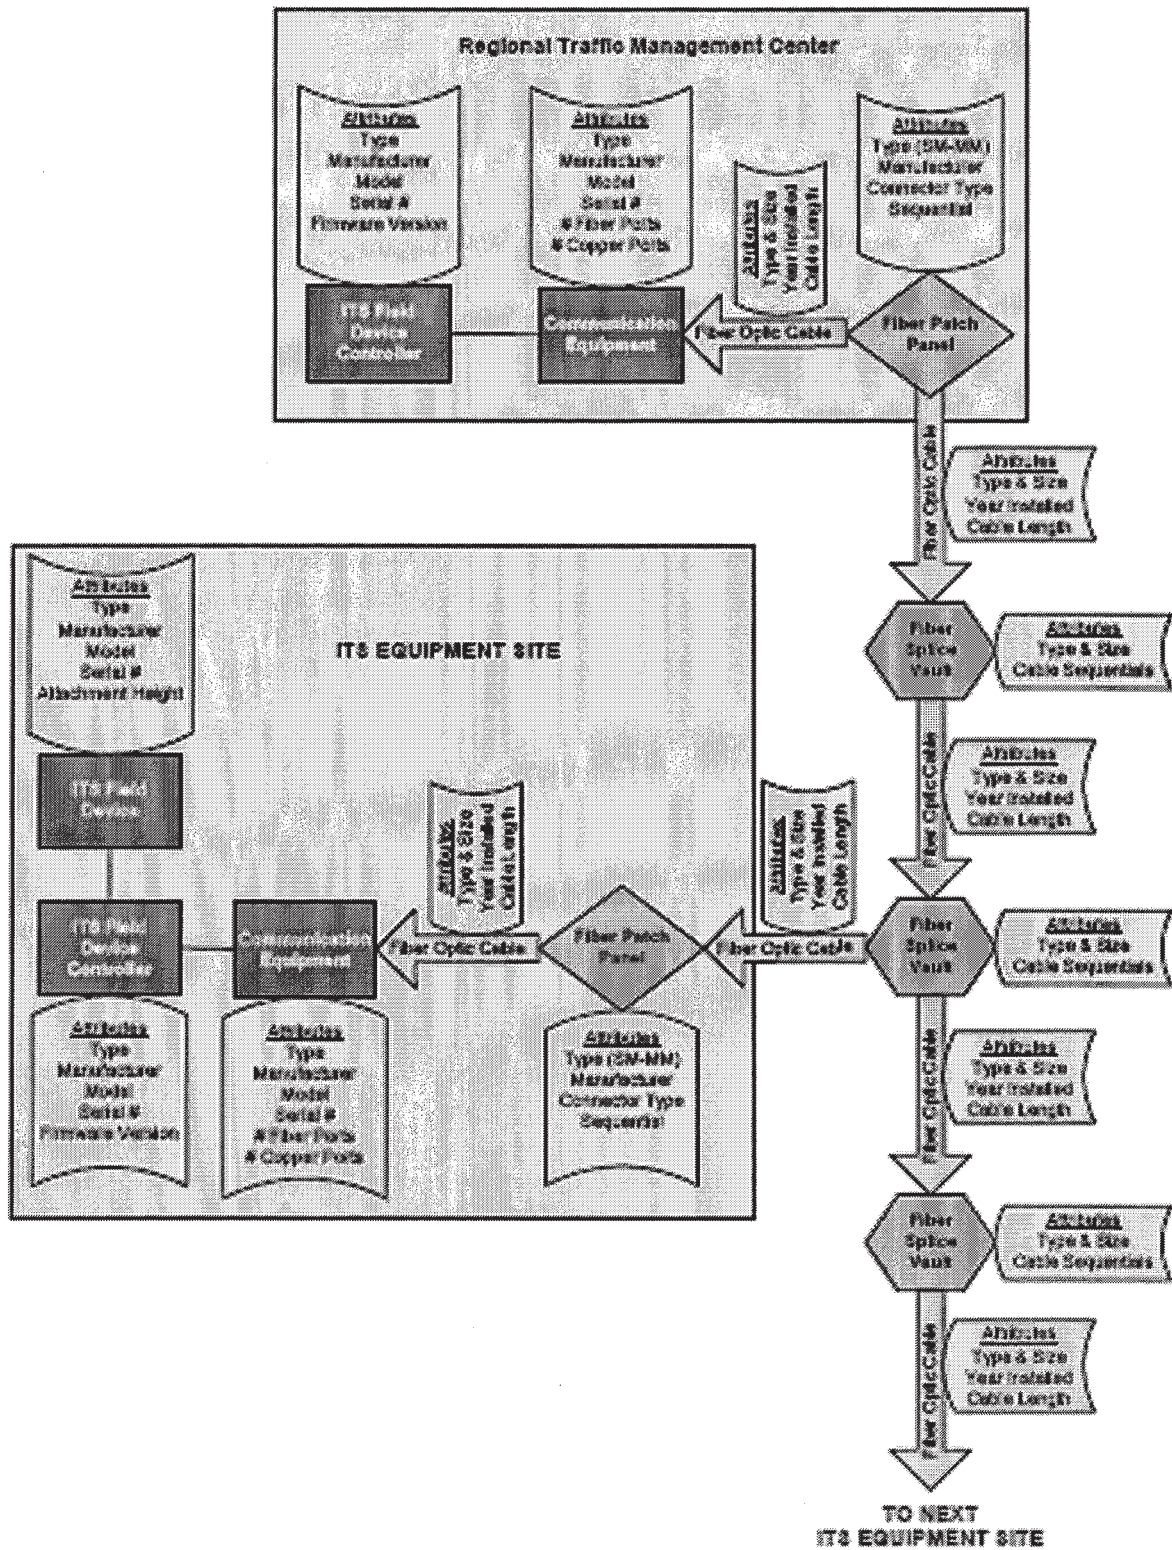 Regional Traffic Management Center
Attributes
Type
Manufacturer
Model
Serial #
Firmware Version
ITS Field
Device
Controller
Attributes
Type
Manufacturer
Model
Serial #
# Fiber Ports
# Copper Ports
Communication
Equipment
Attributes
Type & Size
Year Installed
Cable Length
Fiber Optic Cable
Attributes
Type (SM-MM)
Manufacturer
Connector Type
Sequential
Fiber Patch
Panel
Fiber Optic Cable
Attributes
Type & Size
Year Installed
Cable Length
Fiber
Splice
Vault
Attributes
Type & Size
Cable Sequentials
Fiber Optic Cable
Attributes
Type & Size
Year Installed
Cable Length
ITS EQUIPMENT SITE
Attributes
Type
Manufacturer
Model
Serial #
Attachment Height
ITS Field
Device
ITS Field
Device
Controller
Attributes
Type
Manufacturer
Model
Serial #
Firmware Version
Communication
Equipment
Attributes
Type
Manufacturer
Model
Serial #
# Fiber Ports
# Copper Ports
Attributes
Type & Size
Year Installed
Cable Length
Fiber Optic Cable
Fiber Patch
Panel
Attributes
Type (SM-MM)
Manufacturer
Connector Type
Sequential
Attributes
Type & Size
Year Installed
Cable Length
Fiber Optic Cable
Fiber
Splice
Vault
Attributes
Type & Size
Cable Sequentials
Fiber Optic Cable
Attributes
Type & Size
Year Installed
Cable Length
Fiber
Splice
Vault
Attributes
Type & Size
Cable Sequentials
Fiber Optic Cable
Attributes
Type & Size
Year Installed
Cable Length
TO NEXT
ITS EQUIPMENT SITE